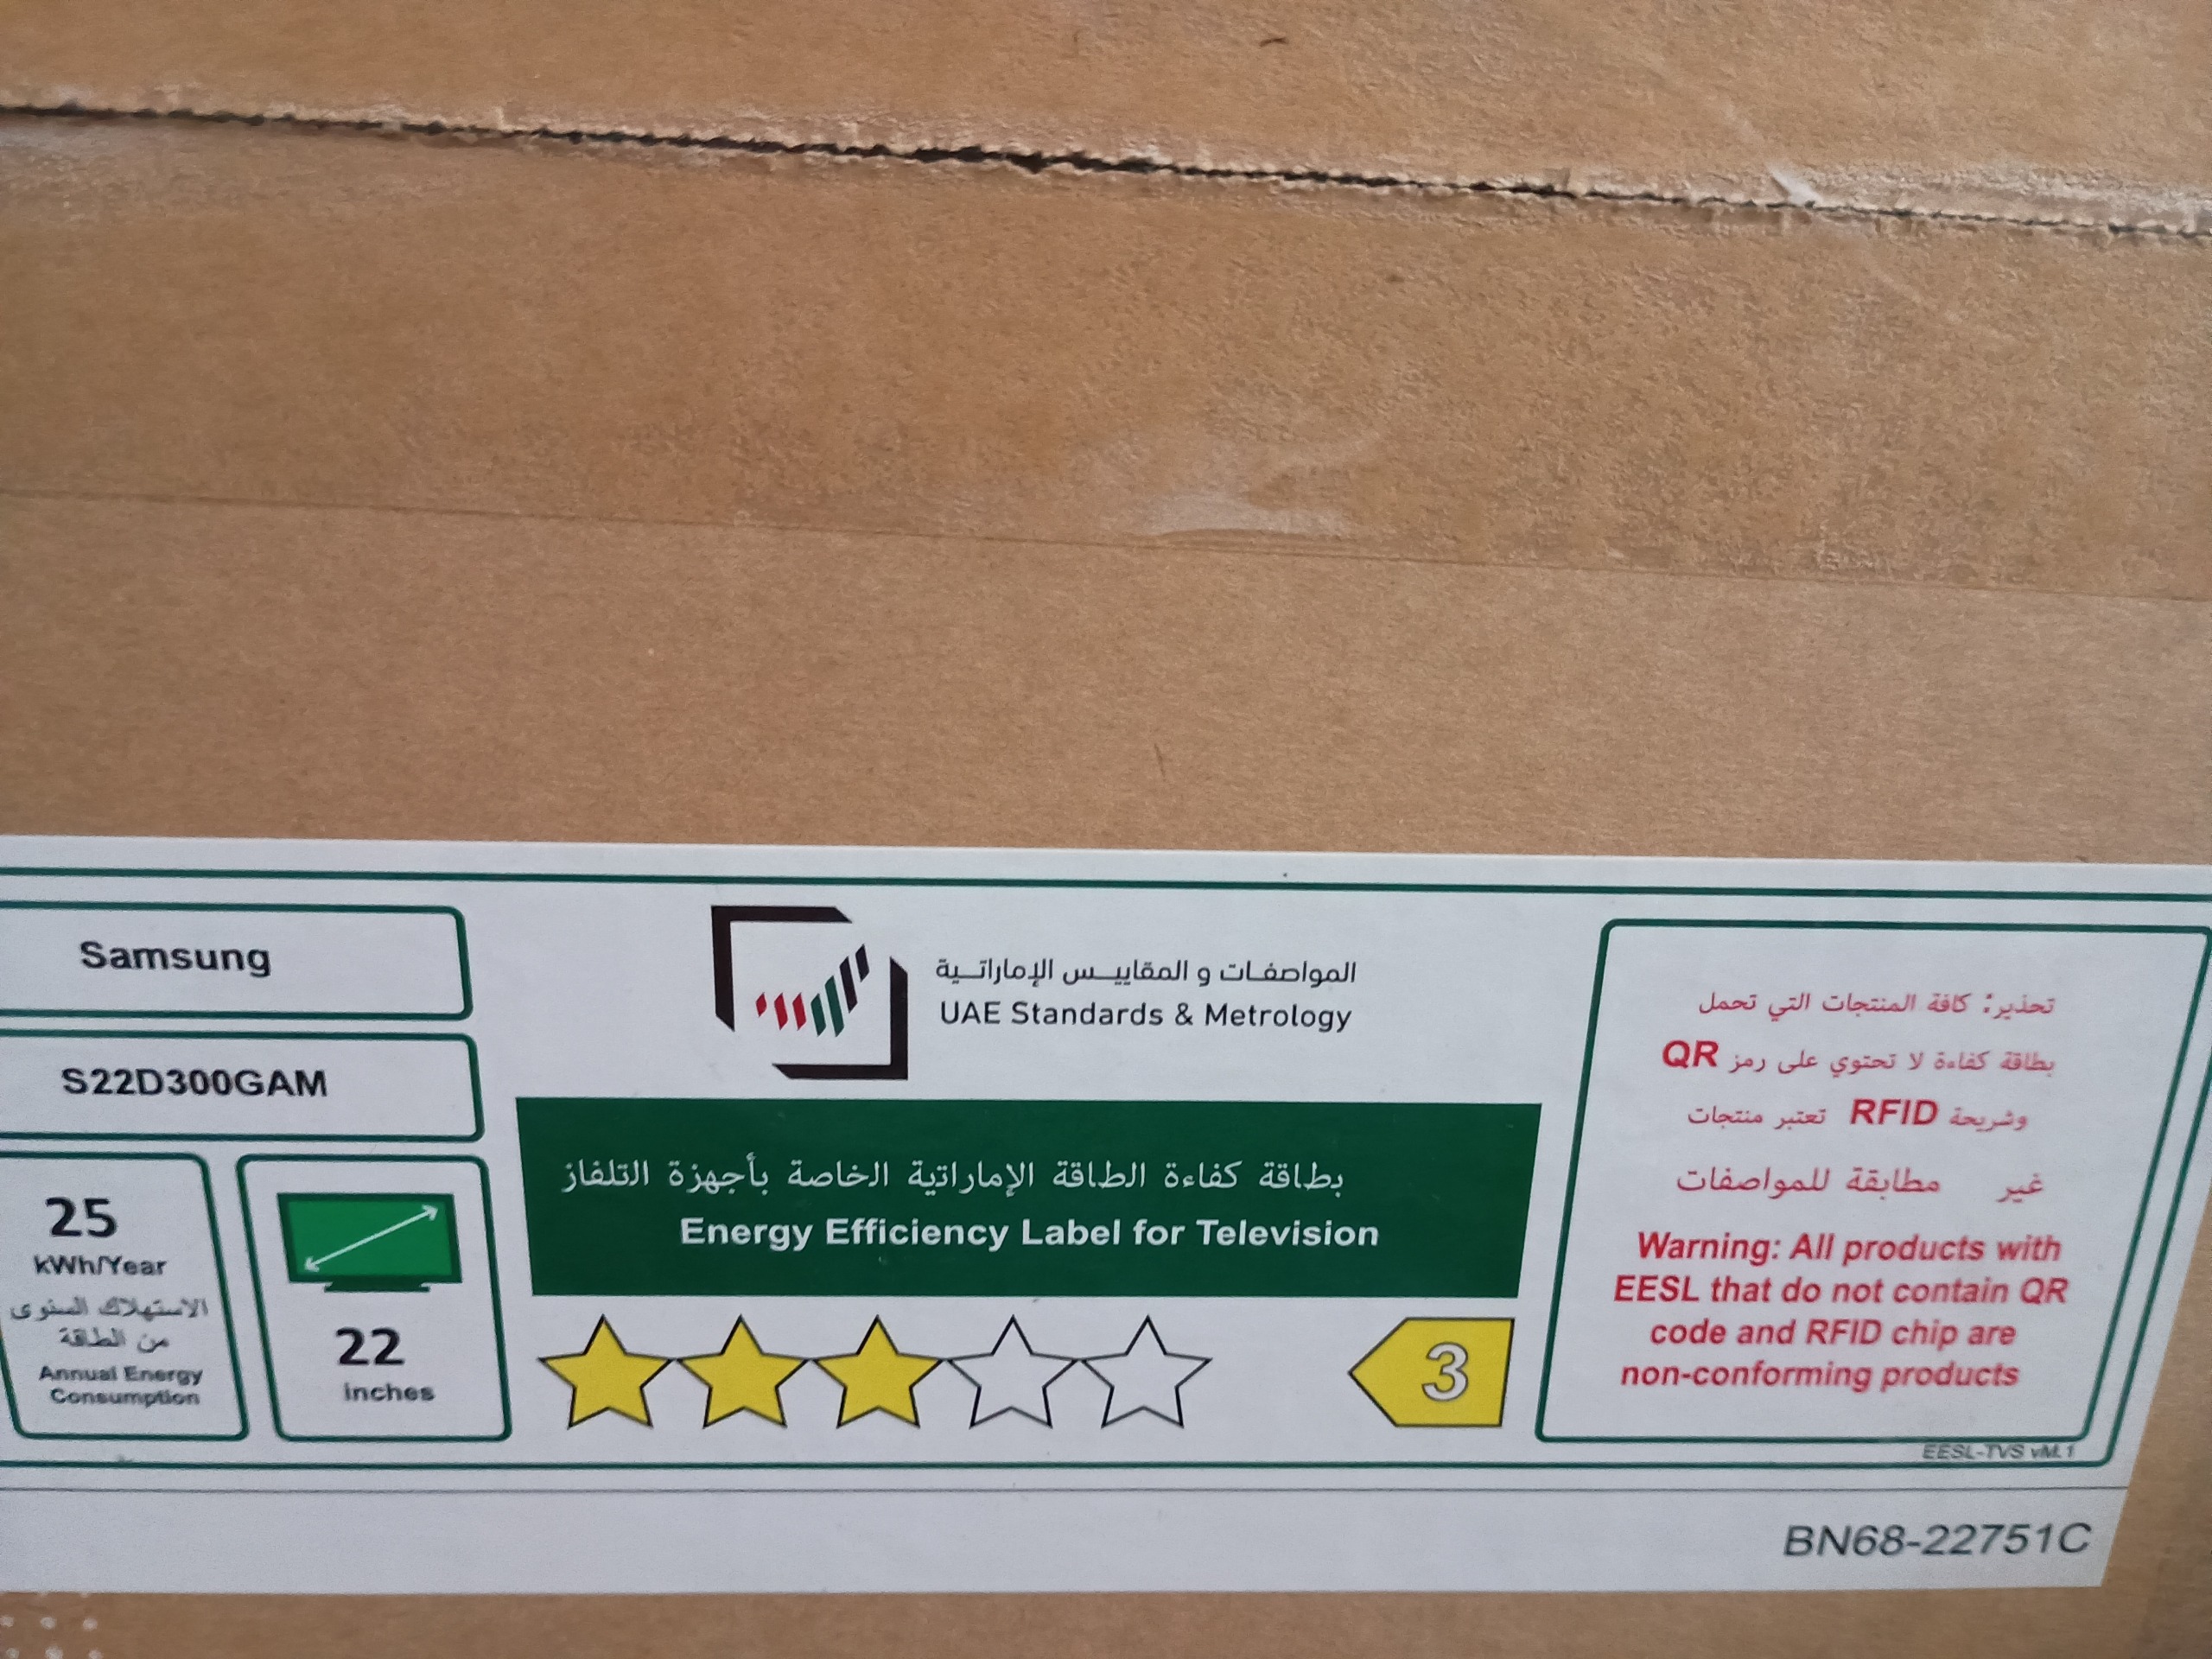 Samsung
S22D300GAM
25
kWh/Year
الاستهلاك السنوى
من الطاقة
Annual Energy
Consumption
22
inches
المواصفات و المقاييس الإماراتية
UAE Standards & Metrology
بطاقة كفاءة الطاقة الإماراتية الخاصة بأجهزة التلفاز
Energy Efficiency Label for Television
3
تحذير: كافة المنتجات التي تحمل
بطاقة كفاءة لا تحتوي على رمز QR
وشريحة RFID تعتبر منتجات
غير مطابقة للمواصفات
Warning: All products with
EESL that do not contain QR
code and RFID chip are
non-conforming products
EESL-TVS vM.1
BN68-22751C